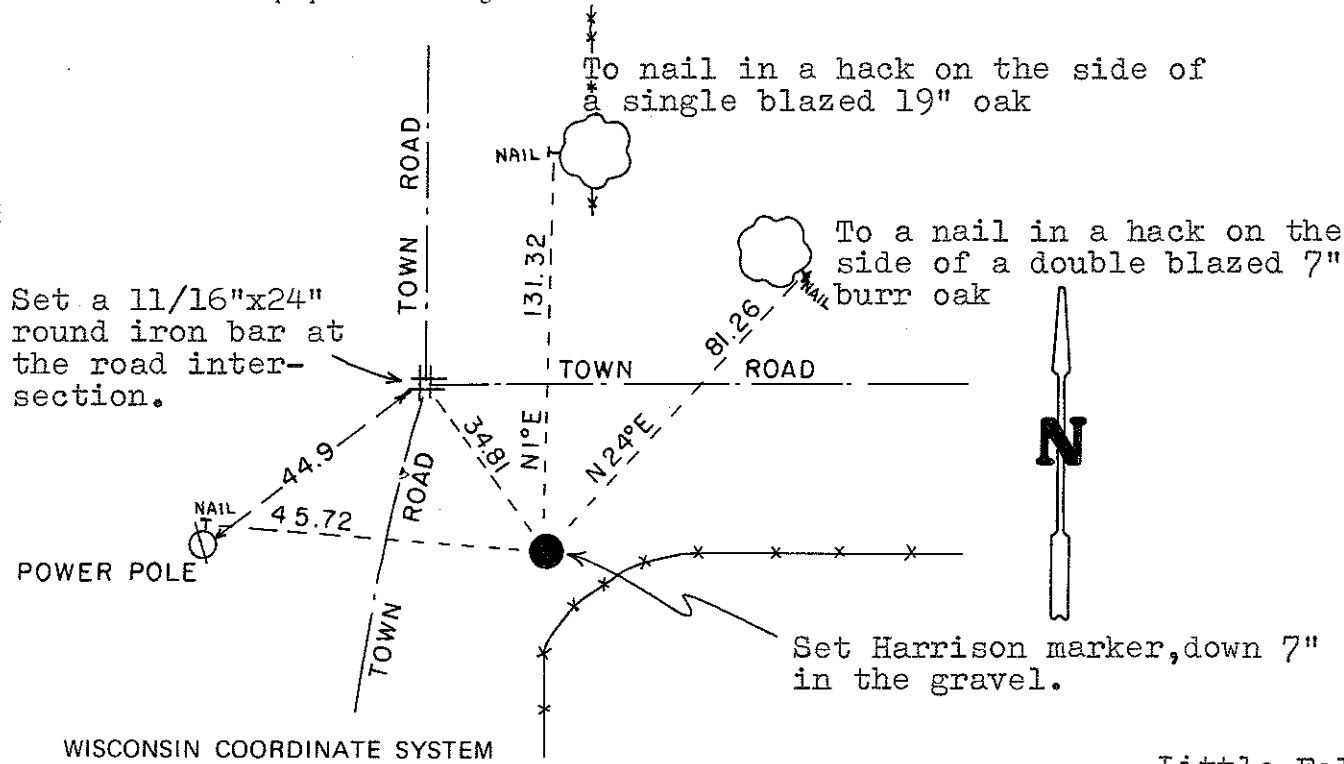 To nail in a hack on the side of
a single blazed 19" oak
NAIL
TOWN ROAD
131.32
N1°E
To a nail in a hack on the
side of a double blazed 7"
burr oak
NAIL
81.26
N24°E
Set a 11/16"x24"
round iron bar at
the road inter-
section.
TOWN ROAD
34.81
44.9
NAIL
45.72
TOWN ROAD
POWER POLE
N
Set Harrison marker,down 7"
in the gravel.
WISCONSIN COORDINATE SYSTEM